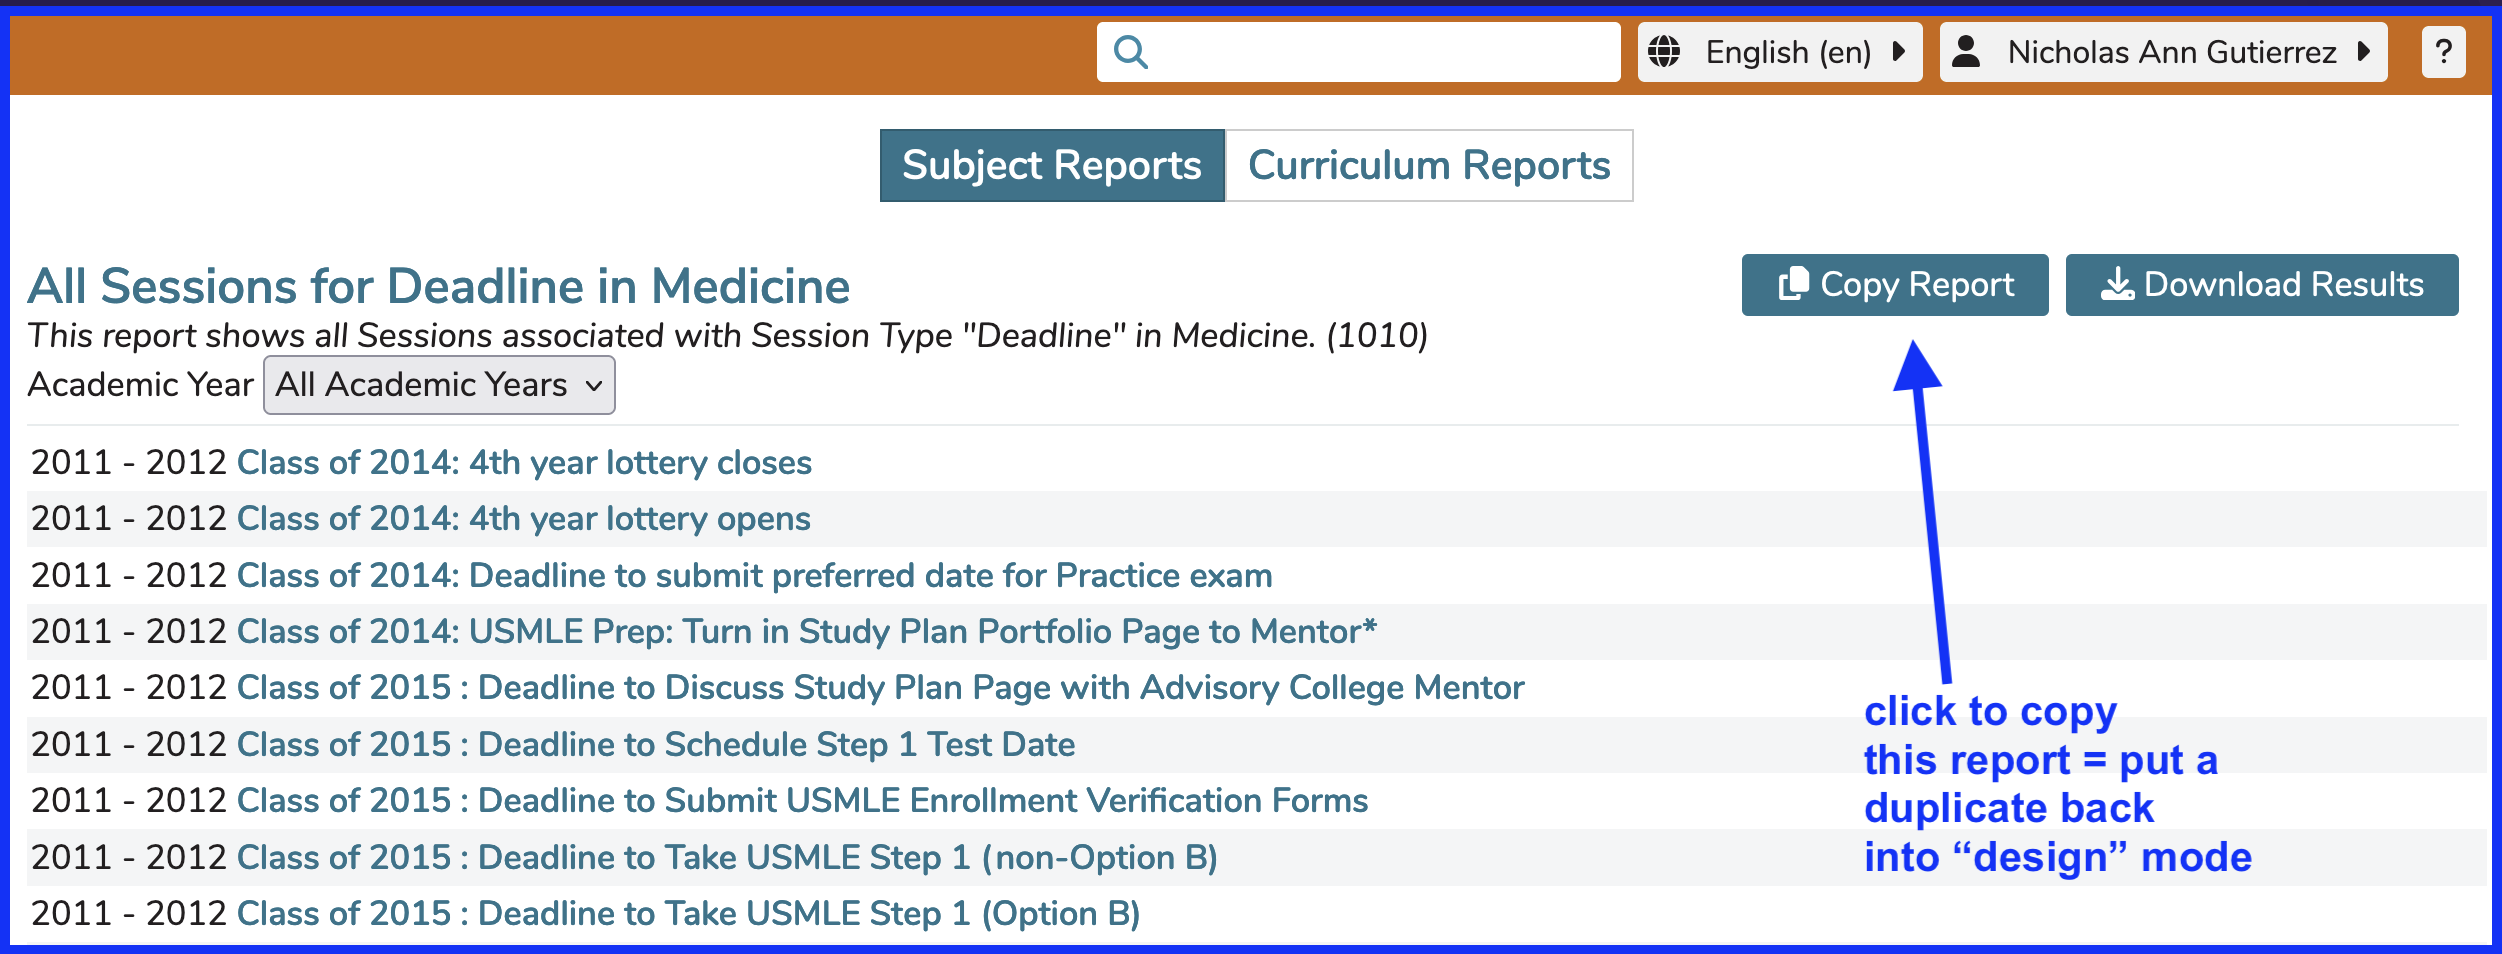 English (en)
Nicholas Ann Gutierrez
?
Subject Reports
Curriculum Reports
All Sessions for Deadline in Medicine
Copy Report
Download Results
This report shows all Sessions associated with Session Type "Deadline" in Medicine. (1010)
Academic Year All Academic Years
2011 - 2012 Class of 2014: 4th year lottery closes
2011 - 2012 Class of 2014: 4th year lottery opens
2011 - 2012 Class of 2014: Deadline to submit preferred date for Practice exam
2011 - 2012 Class of 2014: USMLE Prep: Turn in Study Plan Portfolio Page to Mentor*
2011 - 2012 Class of 2015 : Deadline to Discuss Study Plan Page with Advisory College Mentor
2011 - 2012 Class of 2015 : Deadline to Schedule Step 1 Test Date
2011 - 2012 Class of 2015 : Deadline to Submit USMLE Enrollment Verification Forms
2011 - 2012 Class of 2015 : Deadline to Take USMLE Step 1 (non-Option B)
2011 - 2012 Class of 2015 : Deadline to Take USMLE Step 1 (Option B)
click to copy
this report = put a
duplicate back
into “design” mode